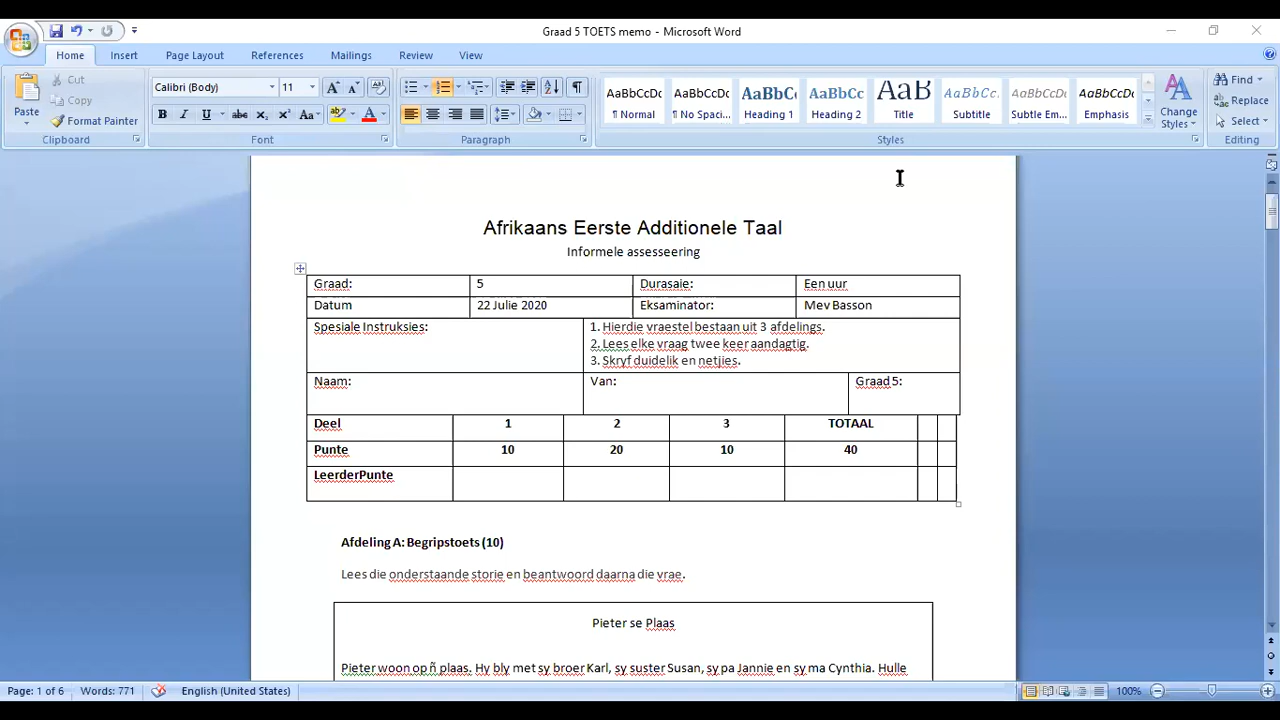 Graad 5 TOETS memo - Microsoft Word
Home Insert Page Layout References Mailings Review View
Paste
Cut
Copy
Format Painter
Clipboard
Calibri (Body) 11
B I U abc X₂ X² Aa
Font
Paragraph
AaBbCcDc AaBbCcDc AaBbCc AaBbCc AaB AaBbCc. AaBbCcDc AaBbCcDc
¶ Normal ¶ No Spaci... Heading 1 Heading 2 Title Subtitle Subtle Em... Emphasis
Change Styles
Styles
Find
Replace
Select
Editing
Afrikaans Eerste Additionele Taal
Informele assesseering
Graad: 5 Durasaie: Een uur
Datum 22 Julie 2020 Eksaminator: Mev Basson
Spesiale Instruksies: 1. Hierdie vraestel bestaan uit 3 afdelings.
2. Lees elke vraag twee keer aandagtig.
3. Skryf duidelik en netjies.
Naam: Van: Graad 5:
Deel 1 2 3 TOTAAL
Punte 10 20 10 40
LeerderPunte
Afdeling A: Begripstoets (10)
Lees die onderstaande storie en beantwoord daarna die vrae.
Pieter se Plaas
Pieter woon op ñ plaas. Hy bly met sy broer Karl, sy suster Susan, sy pa Jannie en sy ma Cynthia. Hulle
Page: 1 of 6 Words: 771 English (United States) 100%